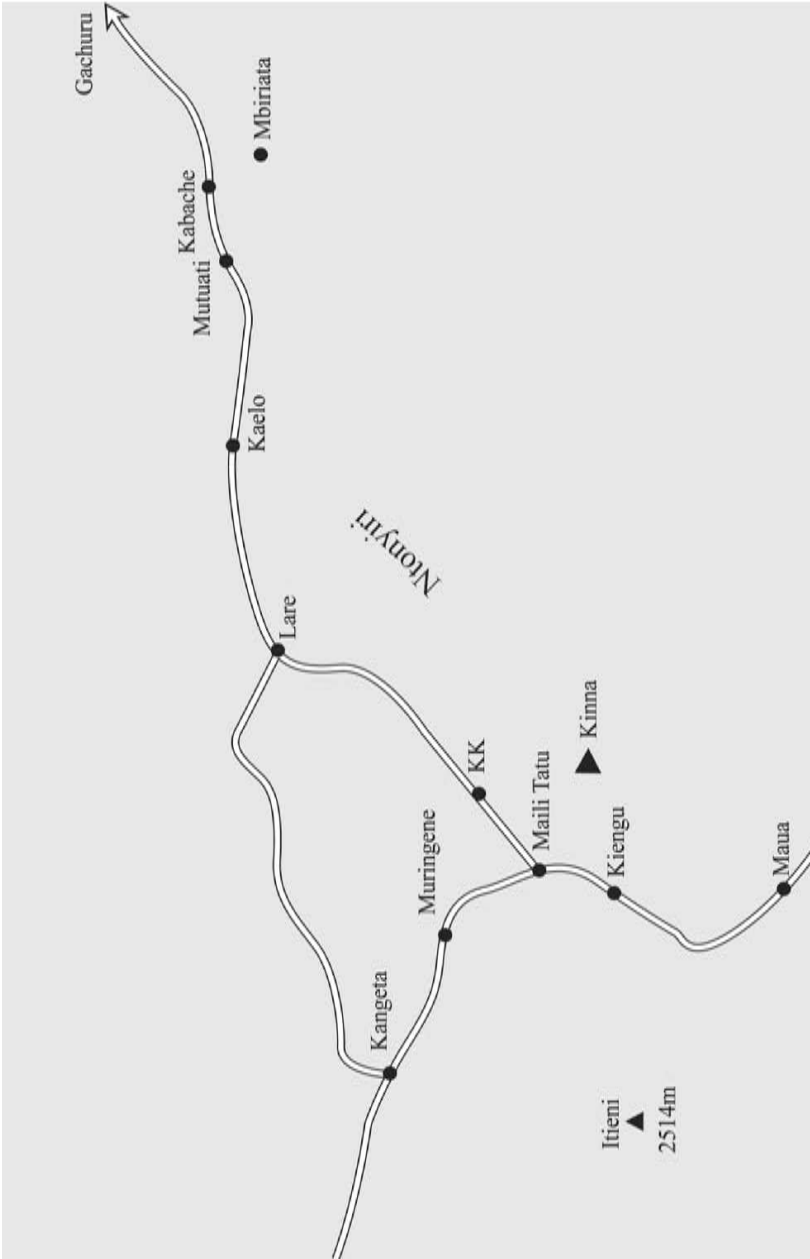 Gachuru
Mbiriata
Kabache
Mutuati
Kaelo
Ntonyiri
Lare
KK
Kinna
Maili Tatu
Muringene
Kiengu
Maua
Kangeta
Itieni
2514m